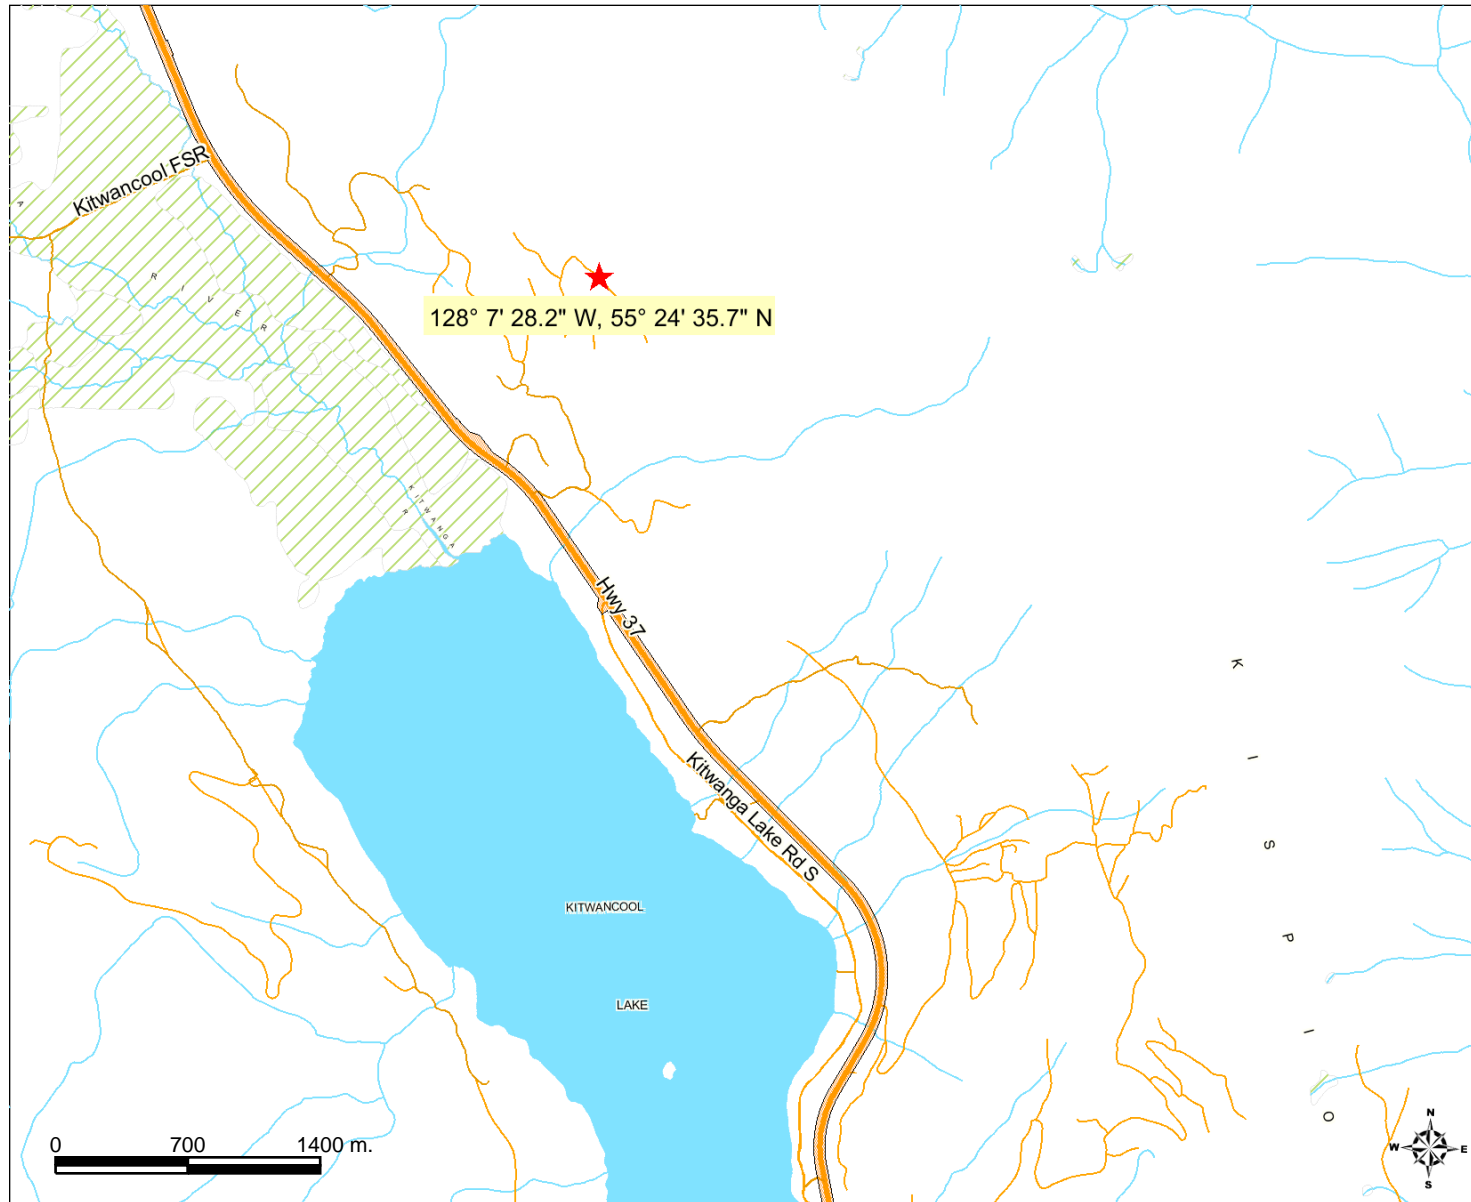 Kitwancool FSR
A
RIVER
128° 7' 28.2" W, 55° 24' 35.7" N
KITWANGA
R
Hwy 37
Kitwanga Lake Rd S
KITWANCOOL
LAKE
KISPIO
0 700 1400 m.
N
W E
S